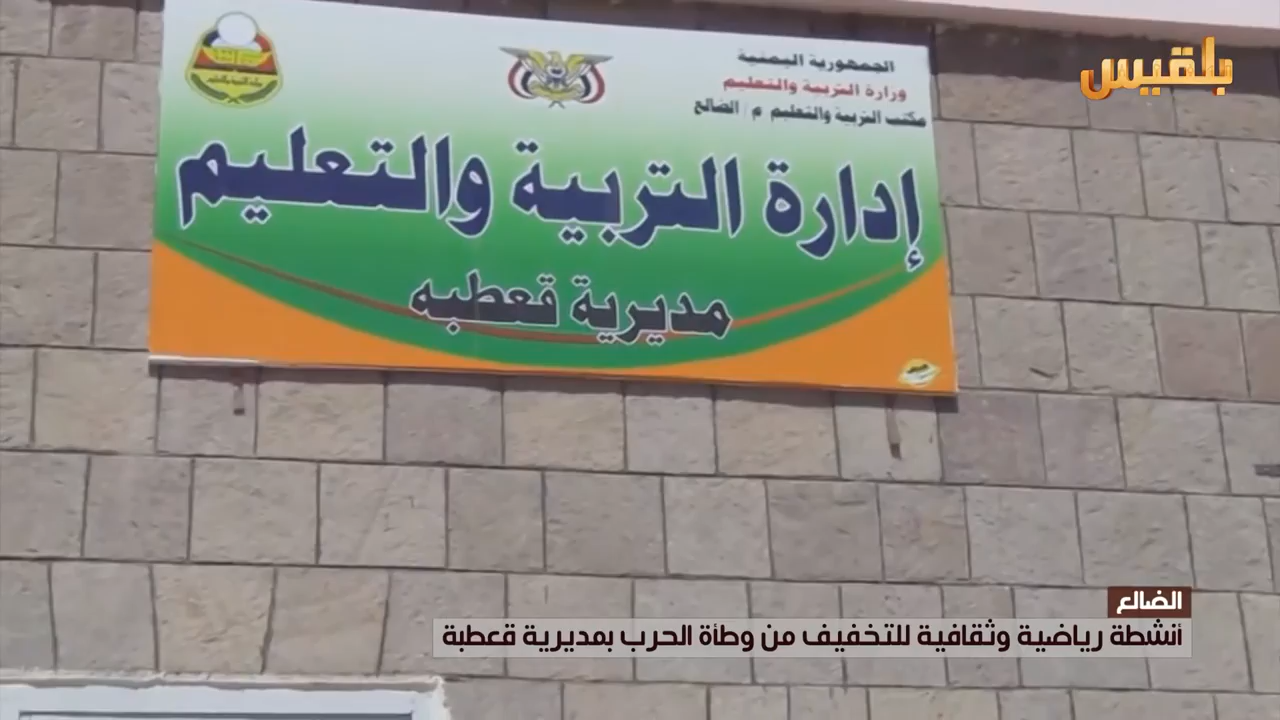 بلقيس
الجمهورية اليمنية
وزارة التربية والتعليم
مكتب التربية والتعليم م/ الضالع
إدارة التربية والتعليم
مديرية قعطبه
الضالع
أنشطة رياضية وثقافية للتخفيف من وطأة الحرب بمديرية قعطبة